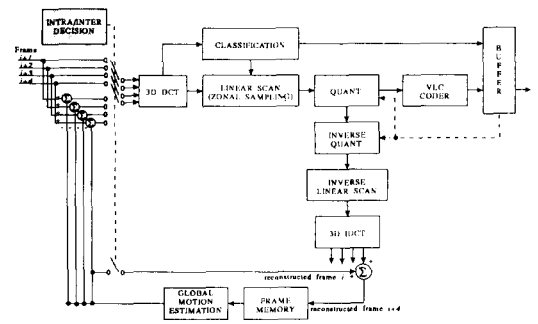 INTRA/INTER
DECISION
Frame
i+1
i+2
i+3
i+4
CLASSIFICATION
3D DCT
LINEAR SCAN
(ZONAL SAMPLING)
QUANT
VLC
CODER
BUFFER
INVERSE
QUANT
INVERSE
LINEAR SCAN
3D IDCT
Σ
Σ
Σ
Σ
+
Σ
reconstructed frame i
GLOBAL
MOTION
ESTIMATION
FRAME
MEMORY
reconstructed frame i+4